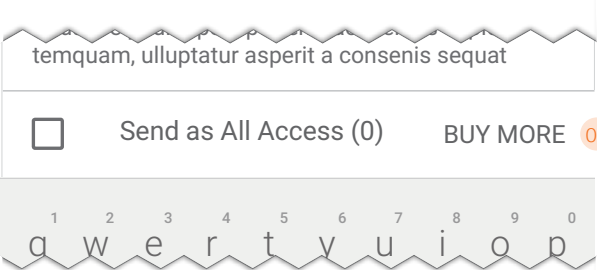 temquam, ulluptatur asperit a consenis sequat
Send as All Access (0) BUY MORE
1 2 3 4 5 6 7 8 9 0
q w e r t y u i o p